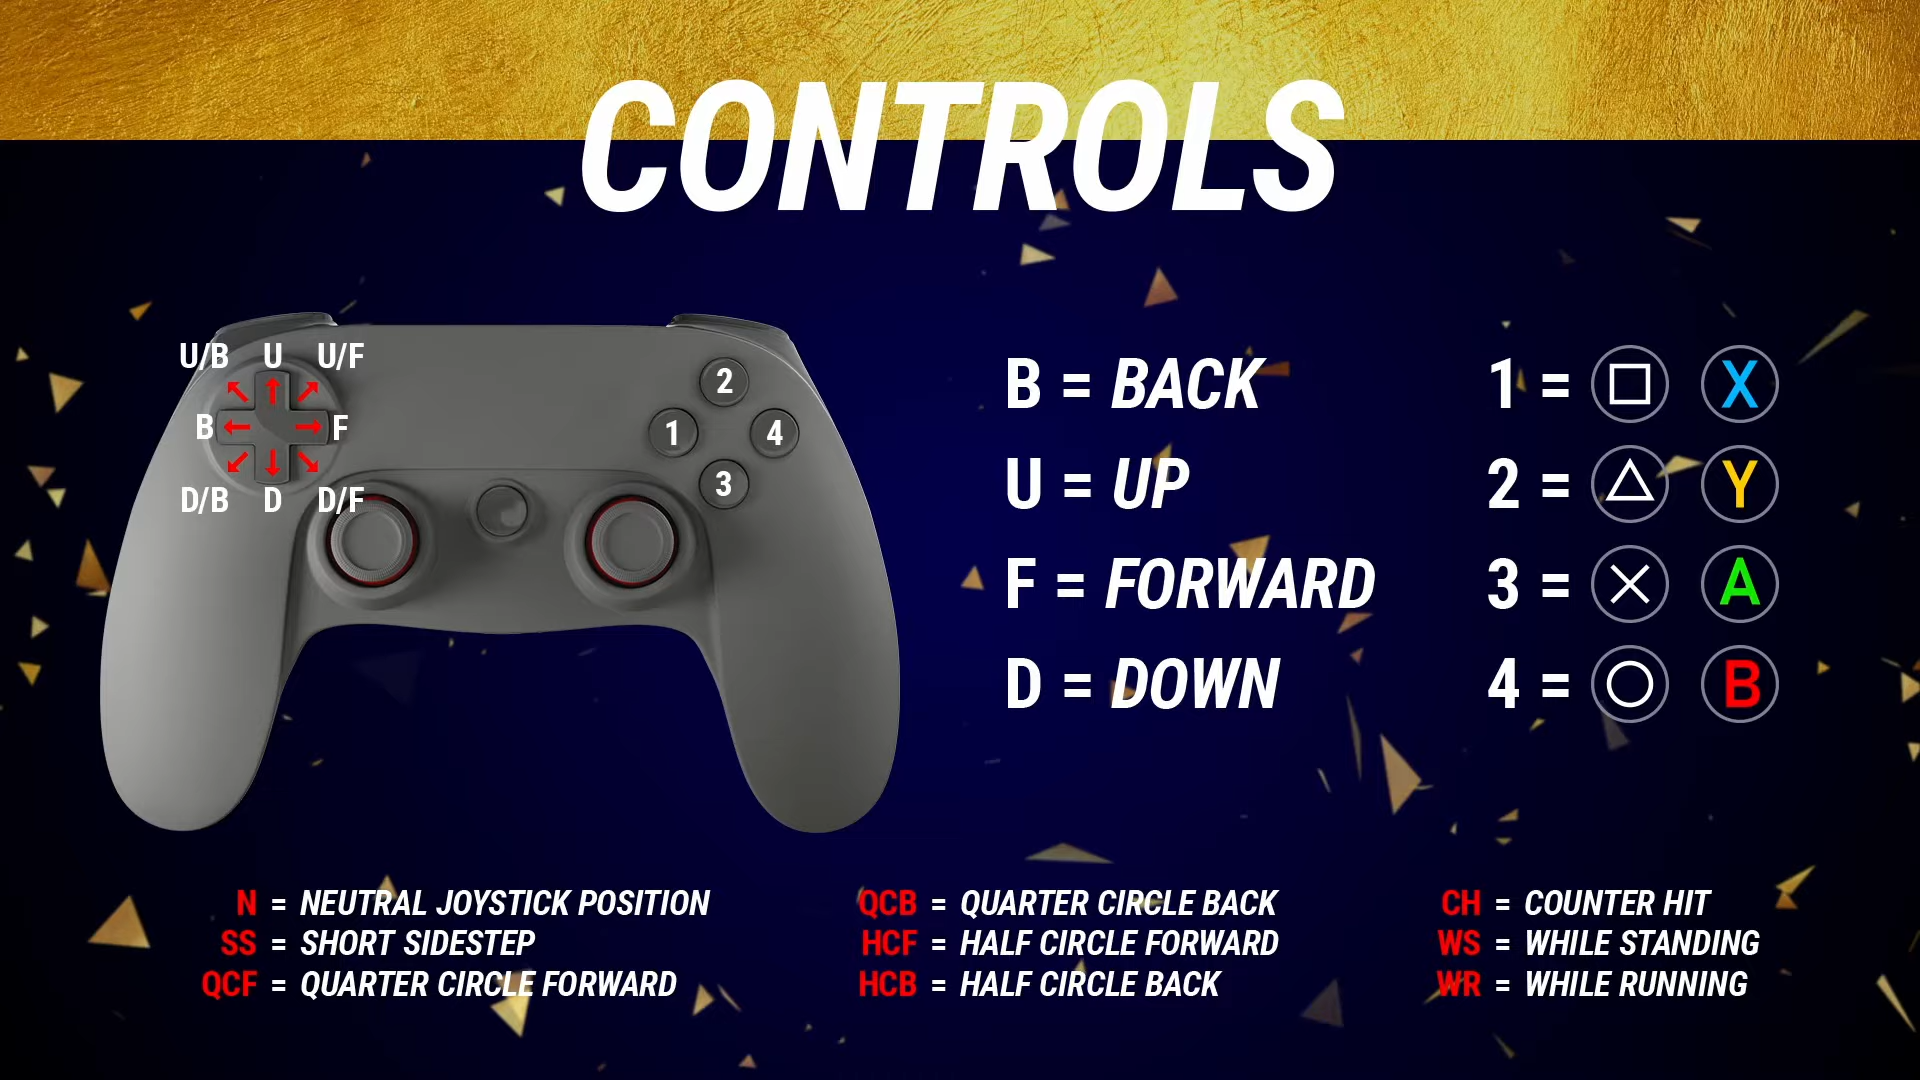 CONTROLS
U/B U U/F
B F
D/B D D/F
2
1 4
3
B = BACK
U = UP
F = FORWARD
D = DOWN
1 = X
2 = Y
3 = A
4 = B
N = NEUTRAL JOYSTICK POSITION
SS = SHORT SIDESTEP
QCF = QUARTER CIRCLE FORWARD
QCB = QUARTER CIRCLE BACK
HCF = HALF CIRCLE FORWARD
HCB = HALF CIRCLE BACK
CH = COUNTER HIT
WS = WHILE STANDING
WR = WHILE RUNNING